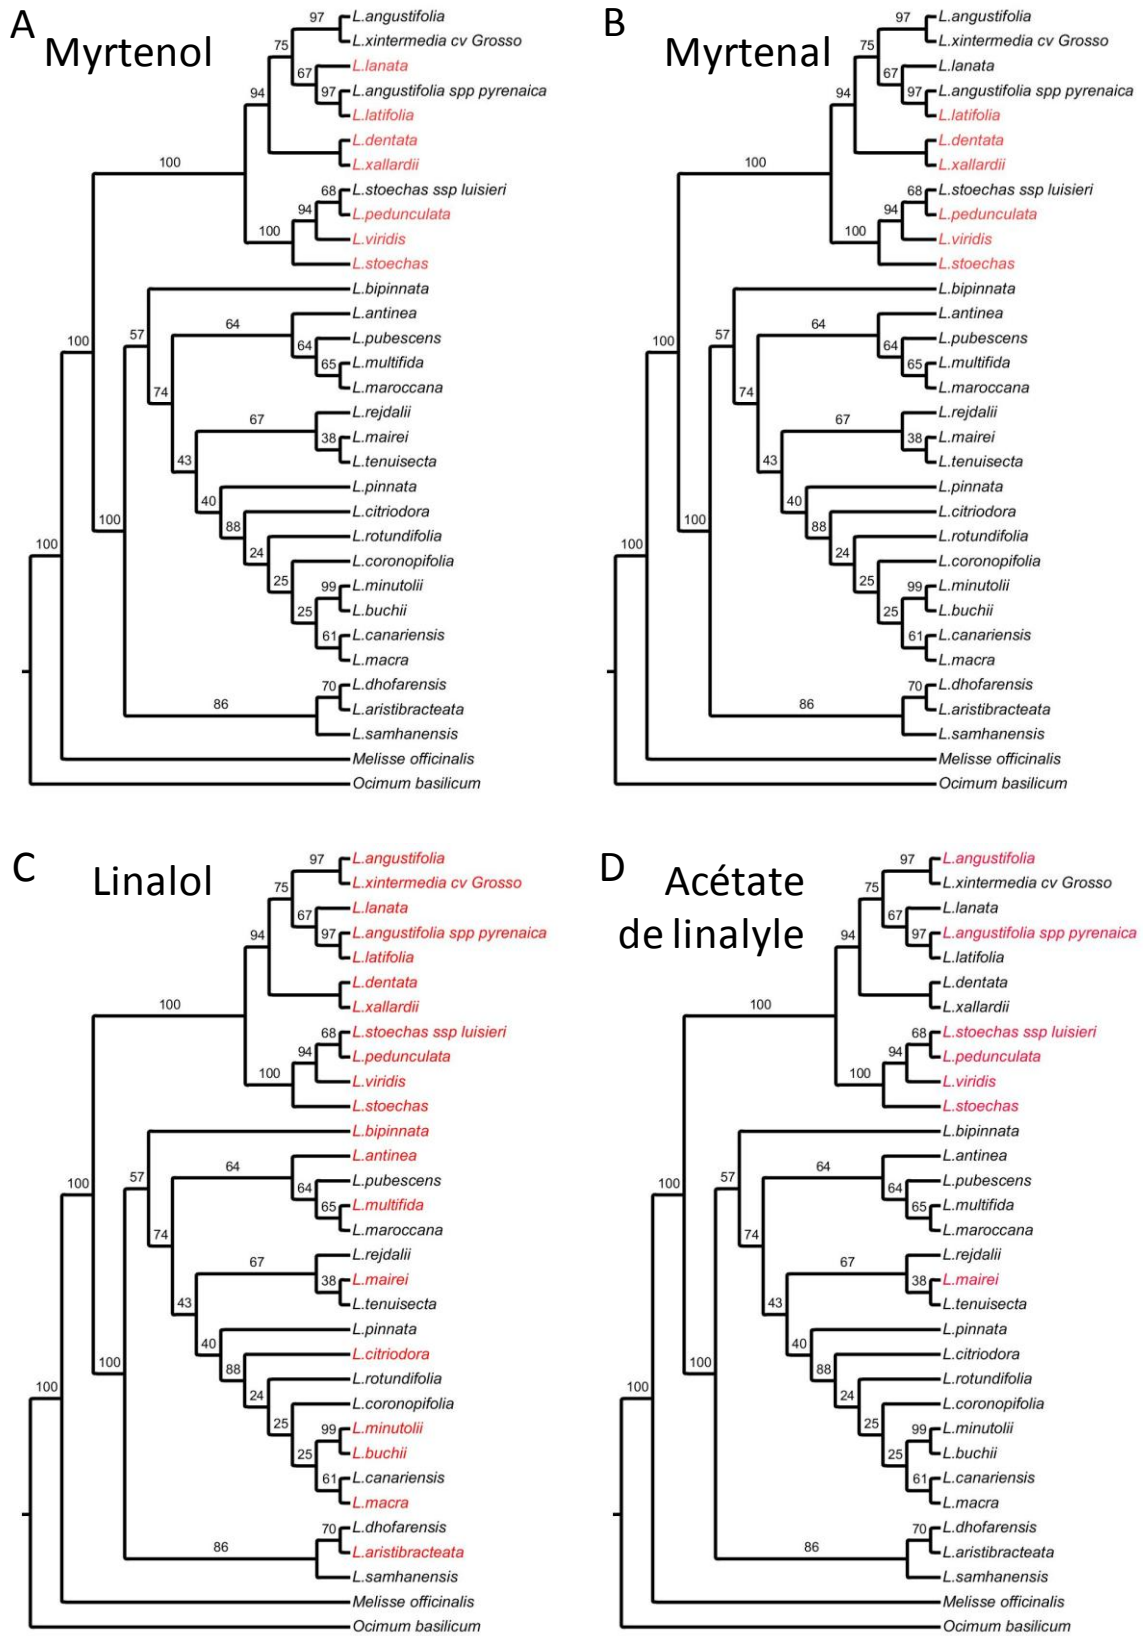 A
Myrtenol
97
L.angustifolia
L.xintermedia cv Grosso
75
L.lanata
67
L.angustifolia spp pyrenaica
97
L.latifolia
94
L.dentata
L.xallardii
100
L.stoechas ssp luisieri
68
L.pedunculata
94
L.viridis
100
L.stoechas
L.bipinnata
L.antinea
57
64
L.pubescens
100
64
L.multifida
65
L.maroccana
74
L.rejdalii
67
L.mairei
38
L.tenuisecta
43
L.pinnata
40
L.citriodora
100
88
L.rotundifolia
24
L.coronopifolia
100
25
L.minutolii
99
L.buchii
25
L.canariensis
61
L.macra
L.dhofarensis
70
L.aristibracteata
86
L.samhanensis
Melisse officinalis
Ocimum basilicum
B
Myrtenal
97
L.angustifolia
L.xintermedia cv Grosso
75
L.lanata
67
L.angustifolia spp pyrenaica
97
L.latifolia
94
L.dentata
L.xallardii
100
L.stoechas ssp luisieri
68
L.pedunculata
94
L.viridis
100
L.stoechas
L.bipinnata
L.antinea
57
64
L.pubescens
100
64
L.multifida
65
L.maroccana
74
L.rejdalii
67
L.mairei
38
L.tenuisecta
43
L.pinnata
40
L.citriodora
100
88
L.rotundifolia
24
L.coronopifolia
100
25
L.minutolii
99
L.buchii
25
L.canariensis
61
L.macra
L.dhofarensis
70
L.aristibracteata
86
L.samhanensis
Melisse officinalis
Ocimum basilicum
C
Linalol
97
L.angustifolia
L.xintermedia cv Grosso
75
L.lanata
67
L.angustifolia spp pyrenaica
97
L.latifolia
94
L.dentata
L.xallardii
100
L.stoechas ssp luisieri
68
L.pedunculata
94
L.viridis
100
L.stoechas
L.bipinnata
L.antinea
57
64
L.pubescens
100
64
L.multifida
65
L.maroccana
74
L.rejdalii
67
L.mairei
38
L.tenuisecta
43
L.pinnata
40
L.citriodora
100
88
L.rotundifolia
24
L.coronopifolia
100
25
L.minutolii
99
L.buchii
25
L.canariensis
61
L.macra
L.dhofarensis
70
L.aristibracteata
86
L.samhanensis
Melisse officinalis
Ocimum basilicum
D
Acétate
de linalyle
97
L.angustifolia
L.xintermedia cv Grosso
75
L.lanata
67
L.angustifolia spp pyrenaica
97
L.latifolia
94
L.dentata
L.xallardii
100
L.stoechas ssp luisieri
68
L.pedunculata
94
L.viridis
100
L.stoechas
L.bipinnata
L.antinea
57
64
L.pubescens
100
64
L.multifida
65
L.maroccana
74
L.rejdalii
67
L.mairei
38
L.tenuisecta
43
L.pinnata
40
L.citriodora
100
88
L.rotundifolia
24
L.coronopifolia
100
25
L.minutolii
99
L.buchii
25
L.canariensis
61
L.macra
L.dhofarensis
70
L.aristibracteata
86
L.samhanensis
Melisse officinalis
Ocimum basilicum